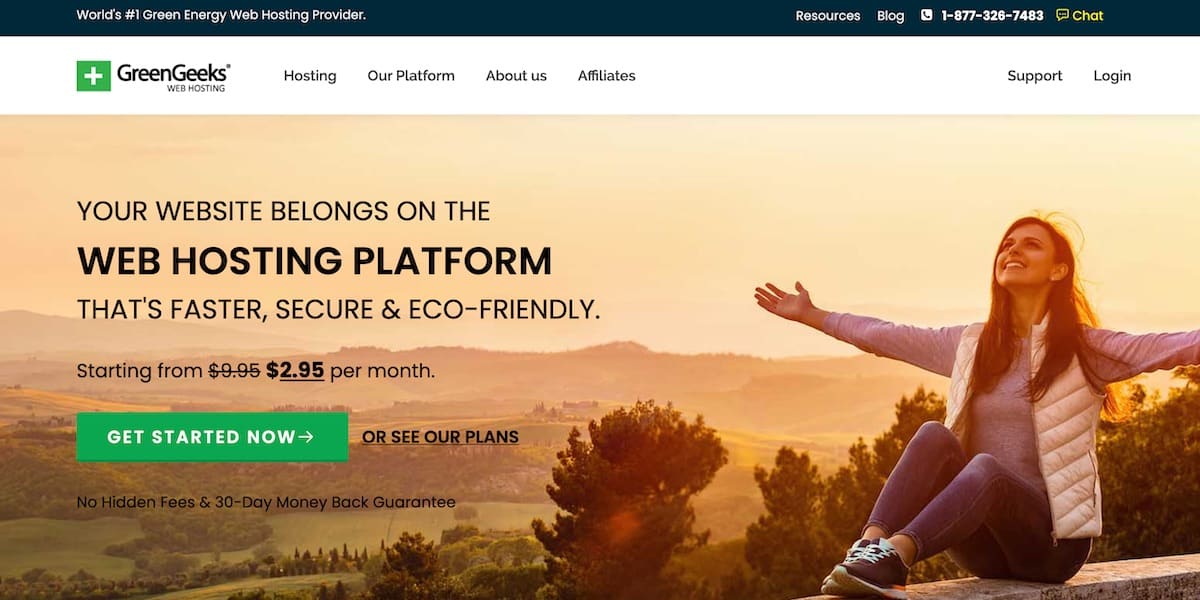 World's #1 Green Energy Web Hosting Provider.
Resources Blog 1-877-326-7483 Chat
GreenGeeks®
WEB HOSTING
Hosting Our Platform About us Affiliates
Support Login
YOUR WEBSITE BELONGS ON THE
WEB HOSTING PLATFORM
THAT'S FASTER, SECURE & ECO-FRIENDLY.
Starting from $9.95 $2.95 per month.
GET STARTED NOW→ OR SEE OUR PLANS
No Hidden Fees & 30-Day Money Back Guarantee